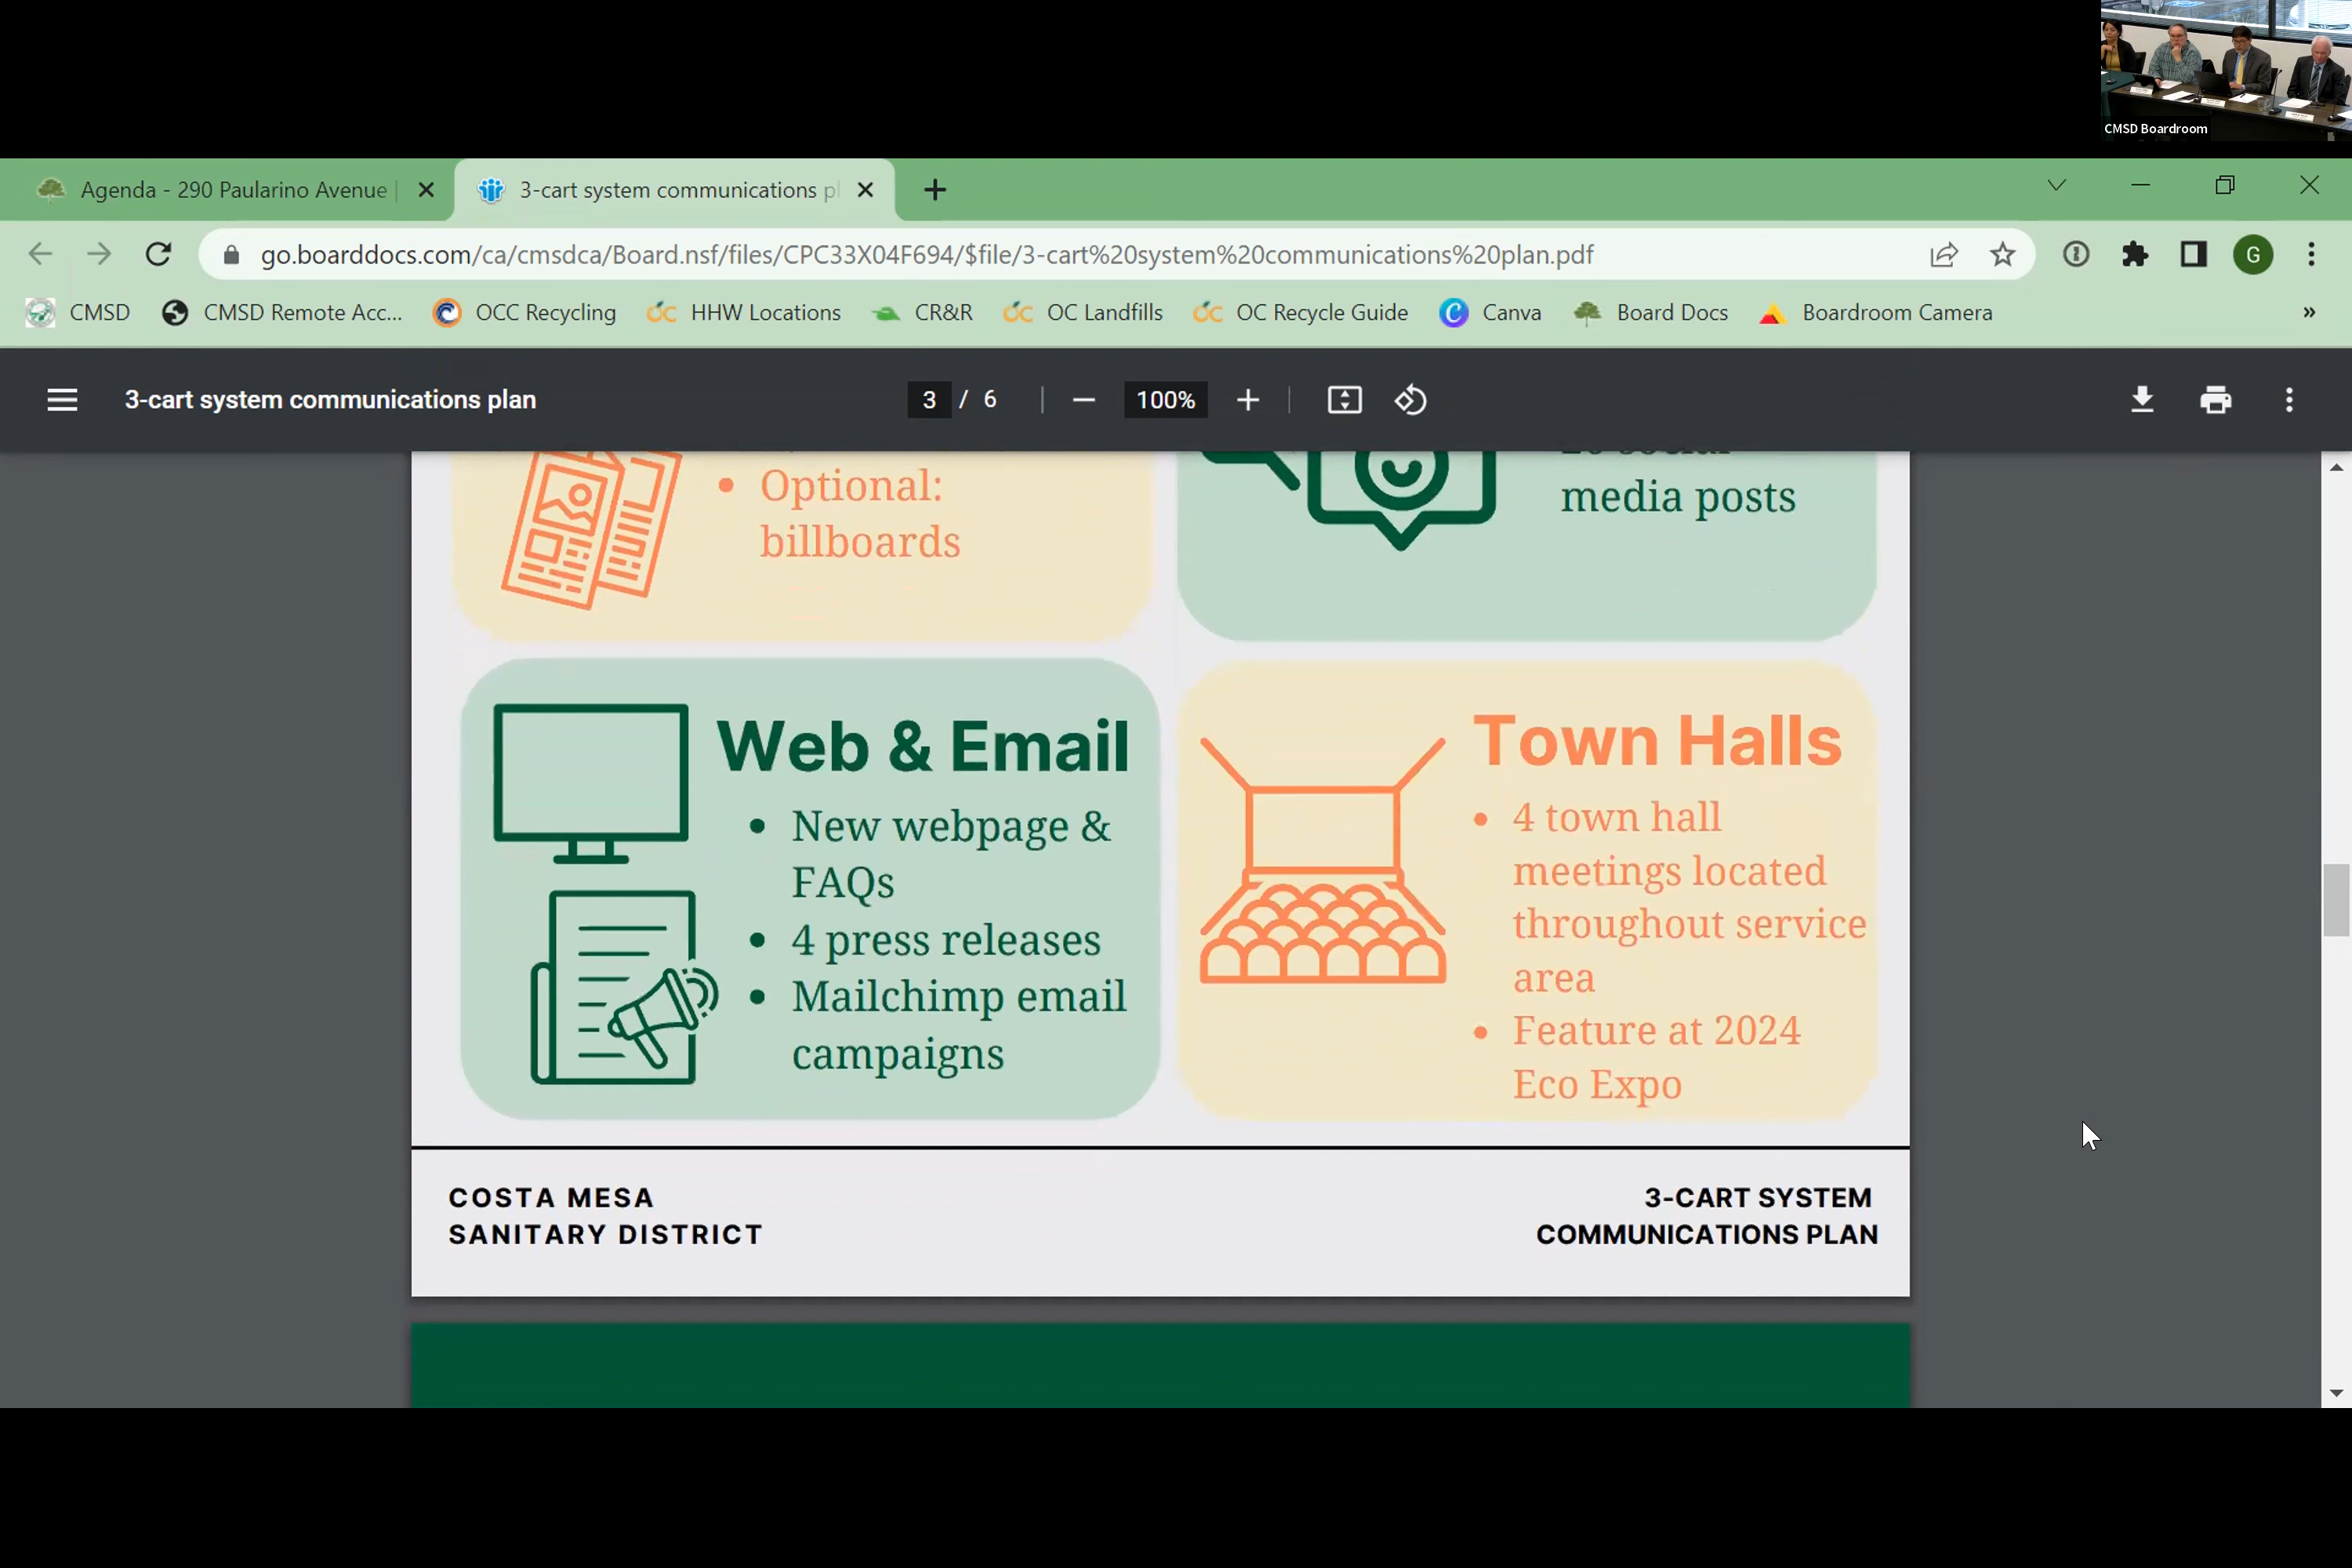 CMSD Boardroom
Agenda - 290 Paularino Avenue
3-cart system communications pl
go.boarddocs.com/ca/cmsdca/Board.nsf/files/CPC33X04F694/$file/3-cart%20system%20communications%20plan.pdf
G
CMSD
CMSD Remote Acc...
OCC Recycling
HHW Locations
CR&R
OC Landfills
OC Recycle Guide
Canva
Board Docs
Boardroom Camera
»
3-cart system communications plan
3 / 6
100%
• Optional:
billboards
media posts
Web & Email
• New webpage &
FAQs
• 4 press releases
• Mailchimp email
campaigns
Town Halls
• 4 town hall
meetings located
throughout service
area
• Feature at 2024
Eco Expo
COSTA MESA
SANITARY DISTRICT
3-CART SYSTEM
COMMUNICATIONS PLAN